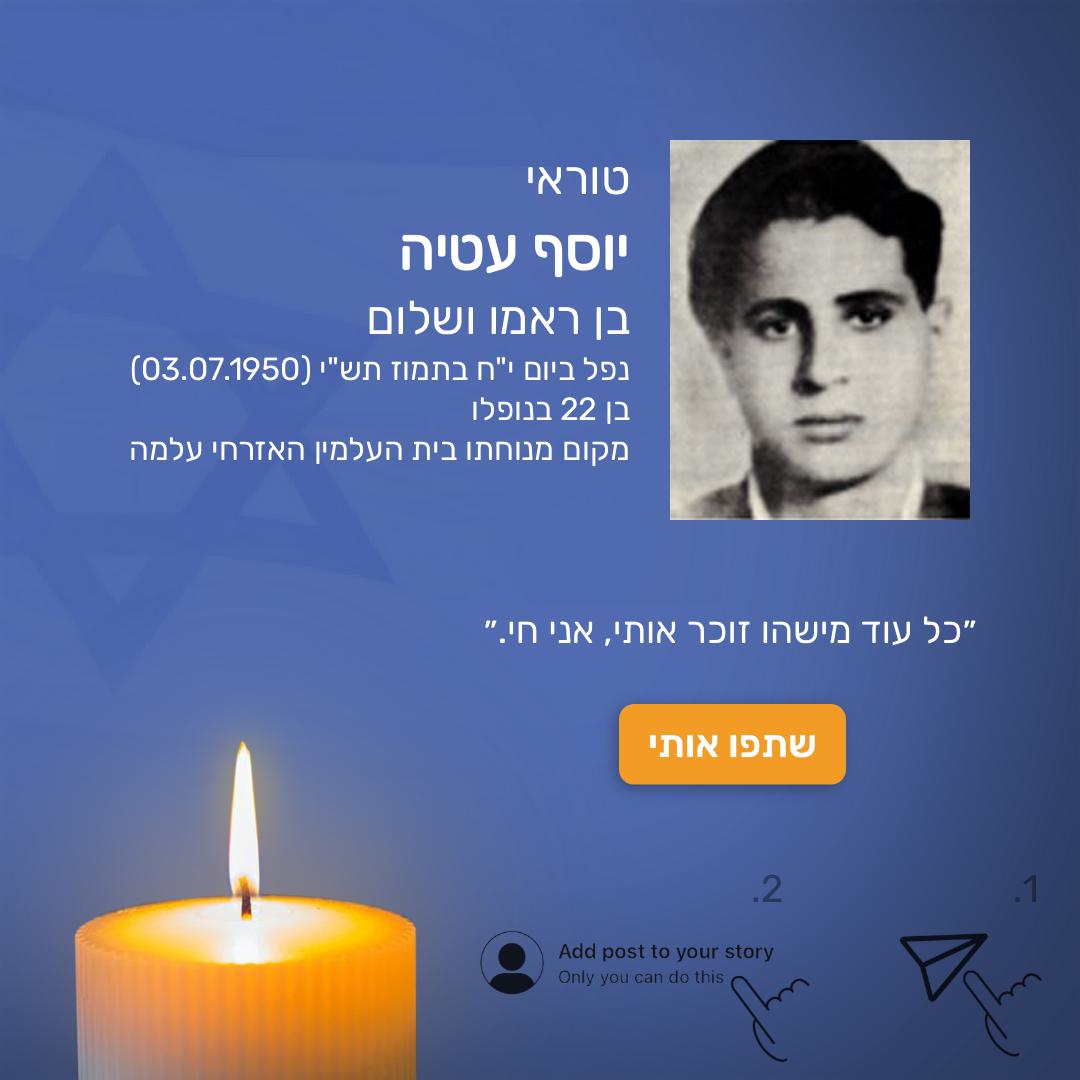 טוראי
יוסף עטיה
בן ראמו ושלום
נפל ביום י"ח בתמוז תש"י (03.07.1950)
בן 22 בנופלו
מקום מנוחתו בית העלמין האזרחי עלמה
״כל עוד מישהו זוכר אותי, אני חי.״
שתפו אותי
1.
2.
Add post to your story
Only you can do this